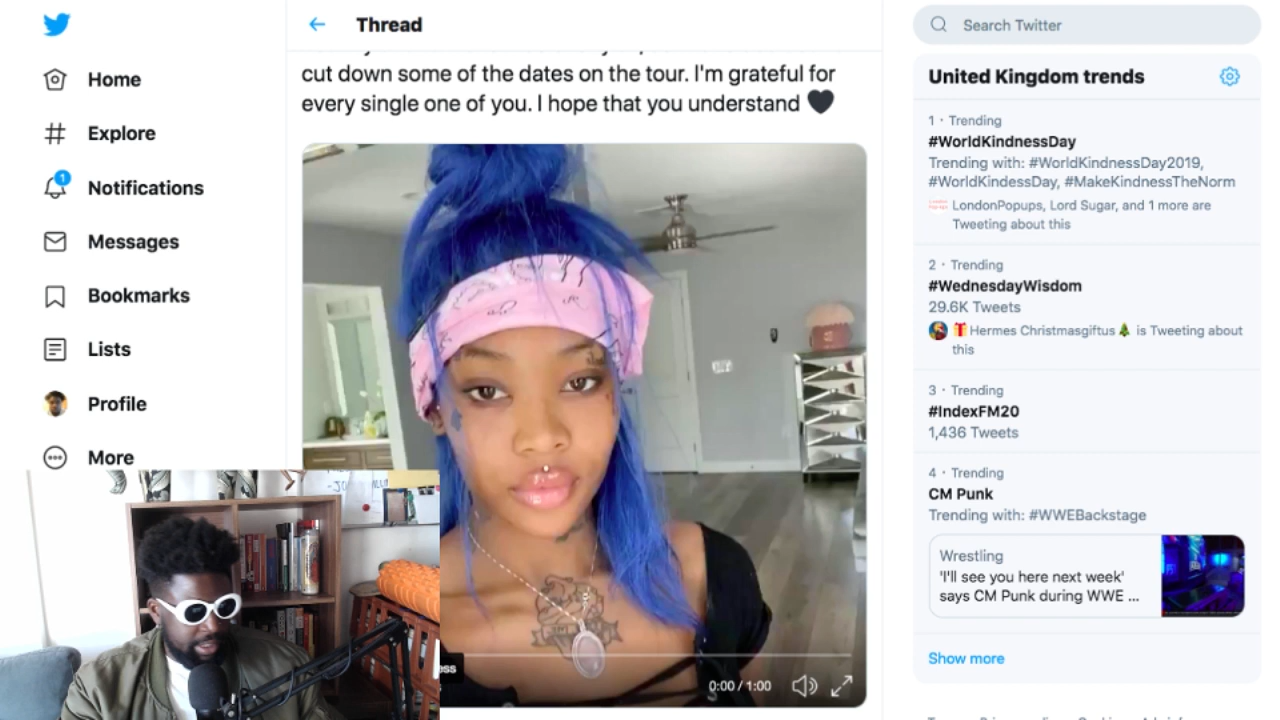 Home
Explore
1
Notifications
Messages
Bookmarks
Lists
Profile
More
Thread
cut down some of the dates on the tour. I'm grateful for
every single one of you. I hope that you understand 🖤
0:00 / 1:00
Search Twitter
United Kingdom trends
1 · Trending
#WorldKindnessDay
Trending with: #WorldKindnessDay2019,
#WorldKindessDay, #MakeKindnessTheNorm
LondonPopups, Lord Sugar, and 1 more are
Tweeting about this
2 · Trending
#WednesdayWisdom
29.6K Tweets
🎁 Hermes Christmasgiftus 🎄 is Tweeting about
this
3 · Trending
#IndexFM20
1,436 Tweets
4 · Trending
CM Punk
Trending with: #WWEBackstage
Wrestling
'I'll see you here next week'
says CM Punk during WWE ...
Show more